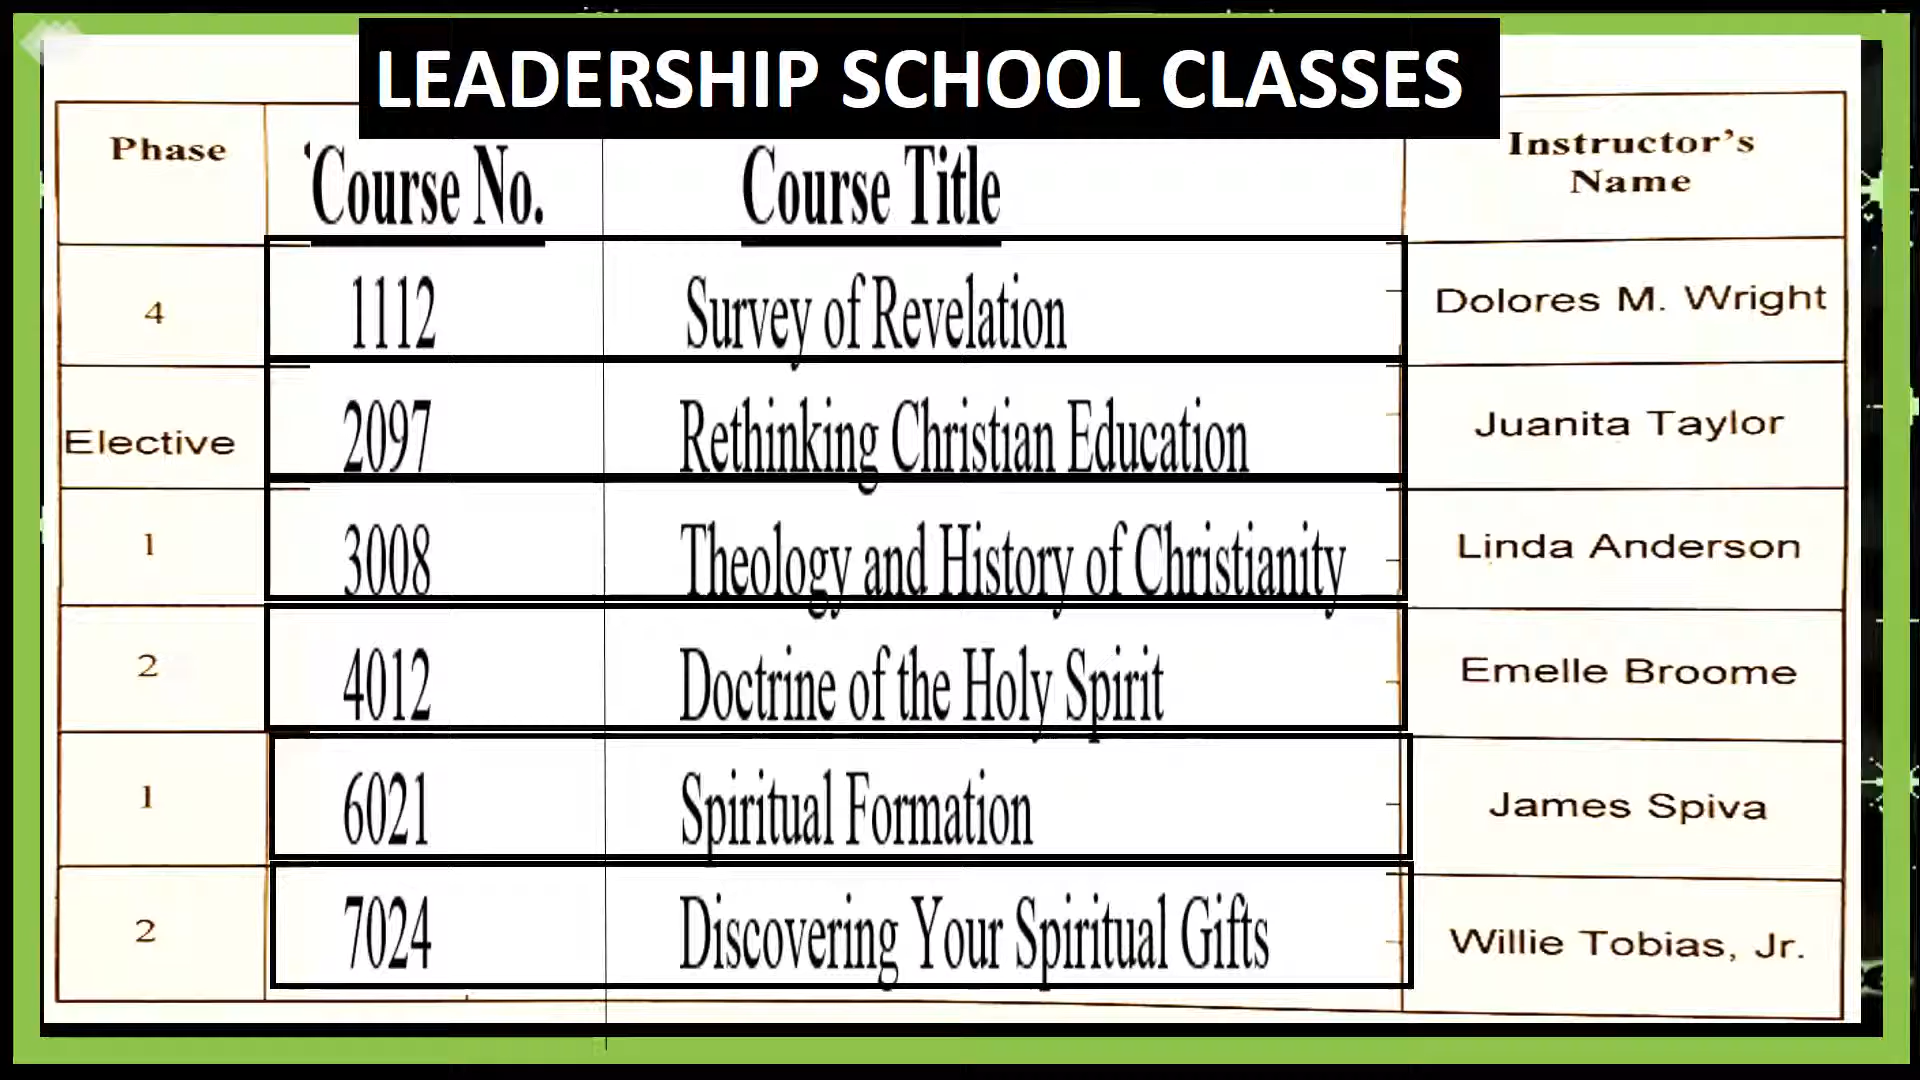 LEADERSHIP SCHOOL CLASSES
Phase 'Course No. Course Title Instructor's
Name
4 1112 Survey of Revelation Dolores M. Wright
Elective 2097 Rethinking Christian Education Juanita Taylor
1 3008 Theology and History of Christianity Linda Anderson
2 4012 Doctrine of the Holy Spirit Emelle Broome
1 6021 Spiritual Formation James Spiva
2 7024 Discovering Your Spiritual Gifts Willie Tobias, Jr.